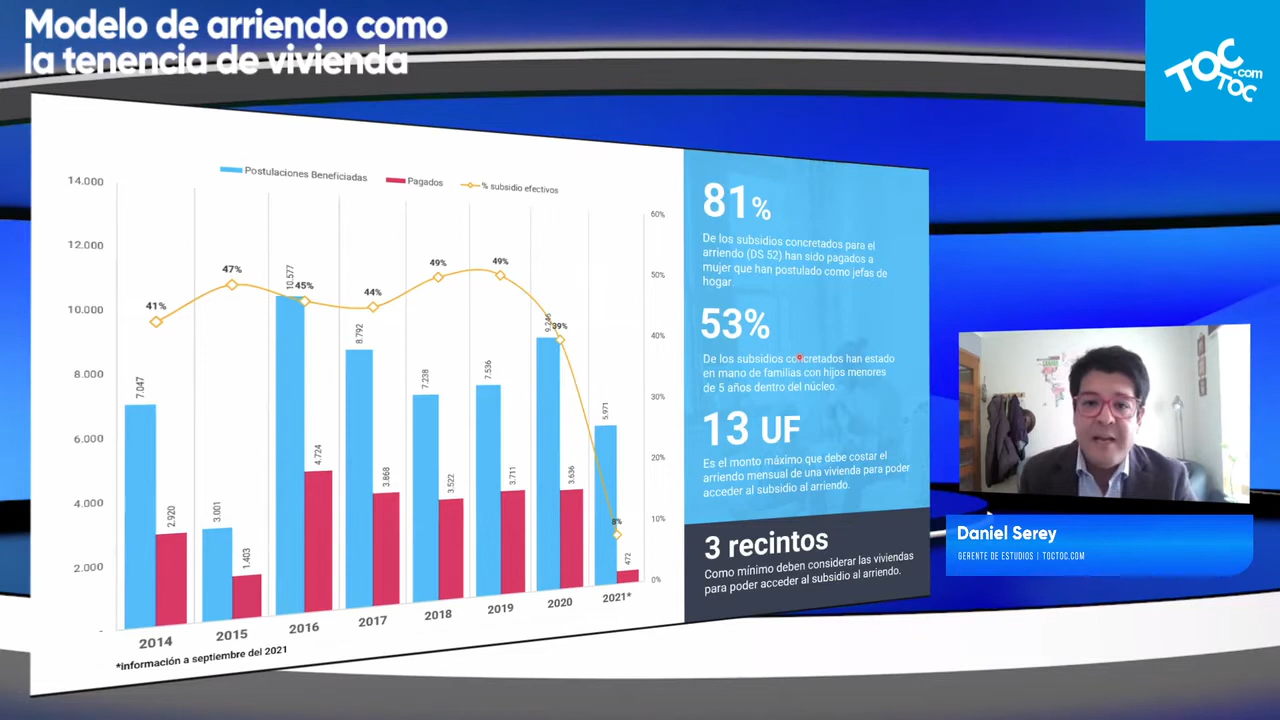 Modelo de arriendo como
la tenencia de vivienda
TOC
TOC
.com
Postulaciones Beneficiadas
Pagados
% subsidio efectivos
14.000
12.000
10.000
8.000
6.000
4.000
2.000
-
60%
50%
40%
30%
20%
10%
0%
41%
47%
45%
44%
49%
49%
39%
8%
7.047
2.920
3.001
1.403
10.577
4.724
8.792
3.868
7.238
3.522
7.536
3.711
3.636
5.971
472
2014
2015
2016
2017
2018
2019
2020
2021*
*información a septiembre del 2021
81%
De los subsidios concretados para el
arriendo (DS 52) han sido pagados a
mujer que han postulado como jefas de
hogar.
53%
De los subsidios concretados han estado
en mano de familias con hijos menores
de 5 años dentro del núcleo.
13 UF
Es el monto máximo que debe costar el
arriendo mensual de una vivienda para poder
acceder al subsidio al arriendo.
3 recintos
Como mínimo deben considerar las viviendas
para poder acceder al subsidio al arriendo.
Daniel Serey
GERENTE DE ESTUDIOS | TOCTOC.COM